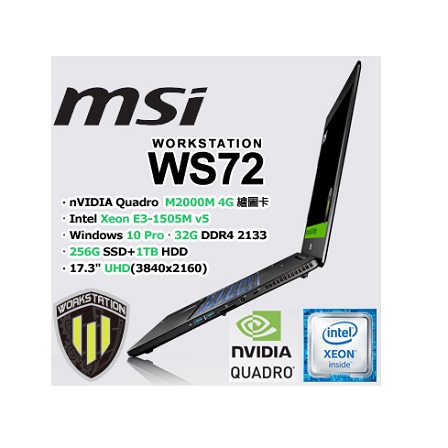 msi
WORKSTATION
WS72
· nVIDIA Quadro M2000M 4G 繪圖卡
· Intel Xeon E3-1505M v5
· Windows 10 Pro · 32G DDR4 2133
· 256G SSD+1TB HDD
· 17.3" UHD(3840x2160)
WORKSTATION
NVIDIA
QUADRO®
intel®
XEON®
inside™